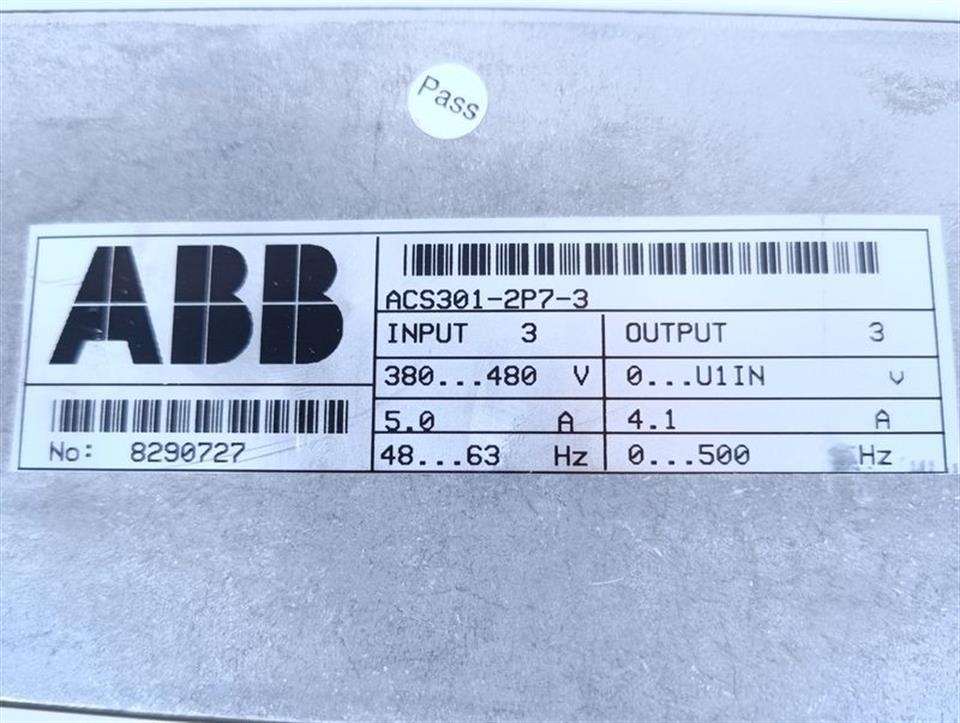 Pass
ABB
ACS301-2P7-3
INPUT 3 OUTPUT 3
380...480 V 0...U1IN V
5.0 A 4.1 A
48...63 Hz 0...500 Hz
No: 8290727